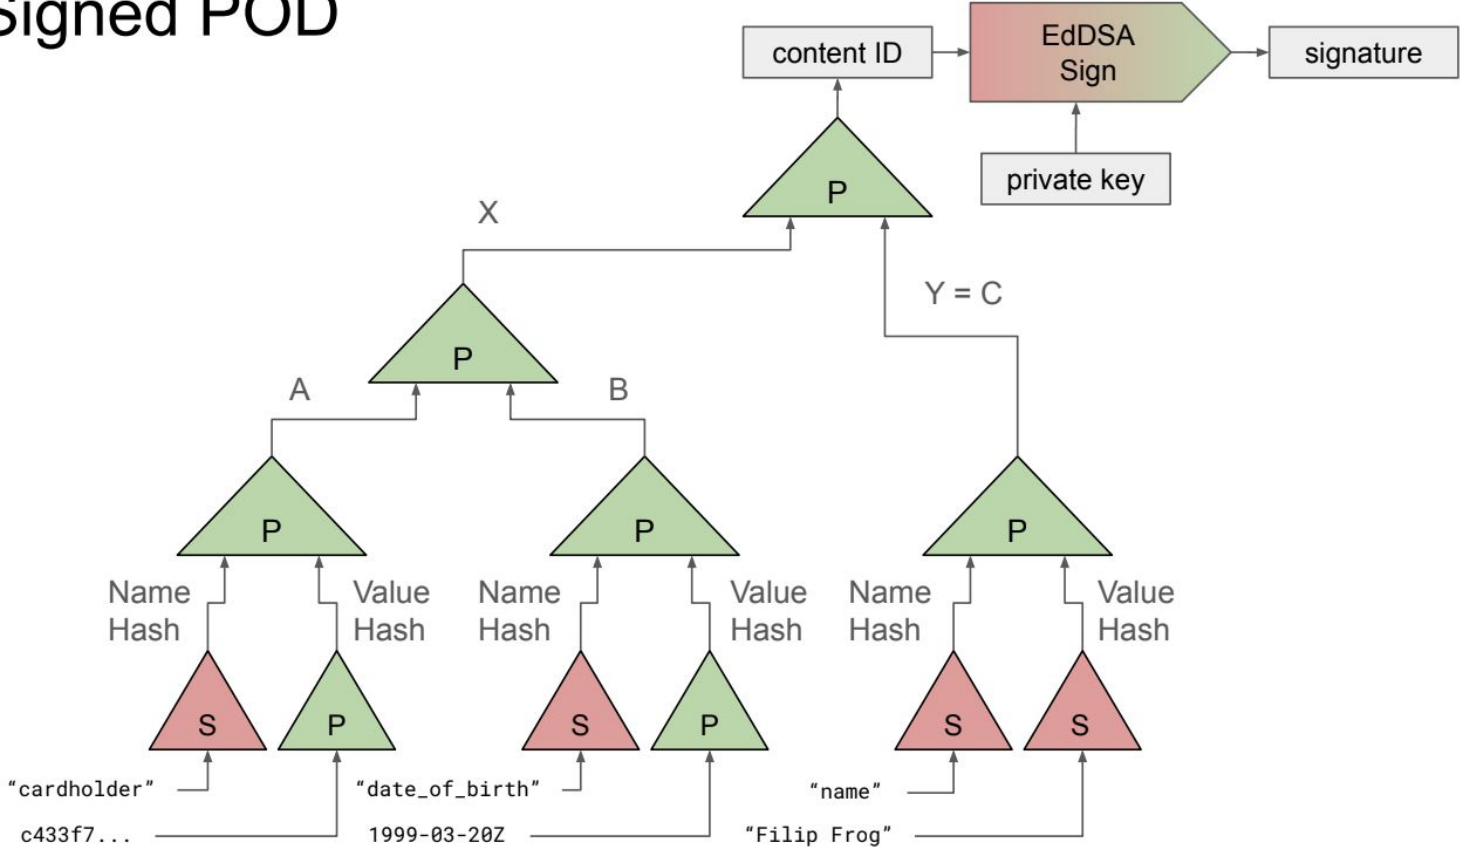 Signed POD
content ID
EdDSA
Sign
signature
private key
P
X
Y = C
P
A
B
P
P
P
Name
Hash
Value
Hash
Name
Hash
Value
Hash
Name
Hash
Value
Hash
S
P
S
P
S
S
“cardholder”
“date_of_birth”
“name”
c433f7...
1999-03-20Z
“Filip Frog”